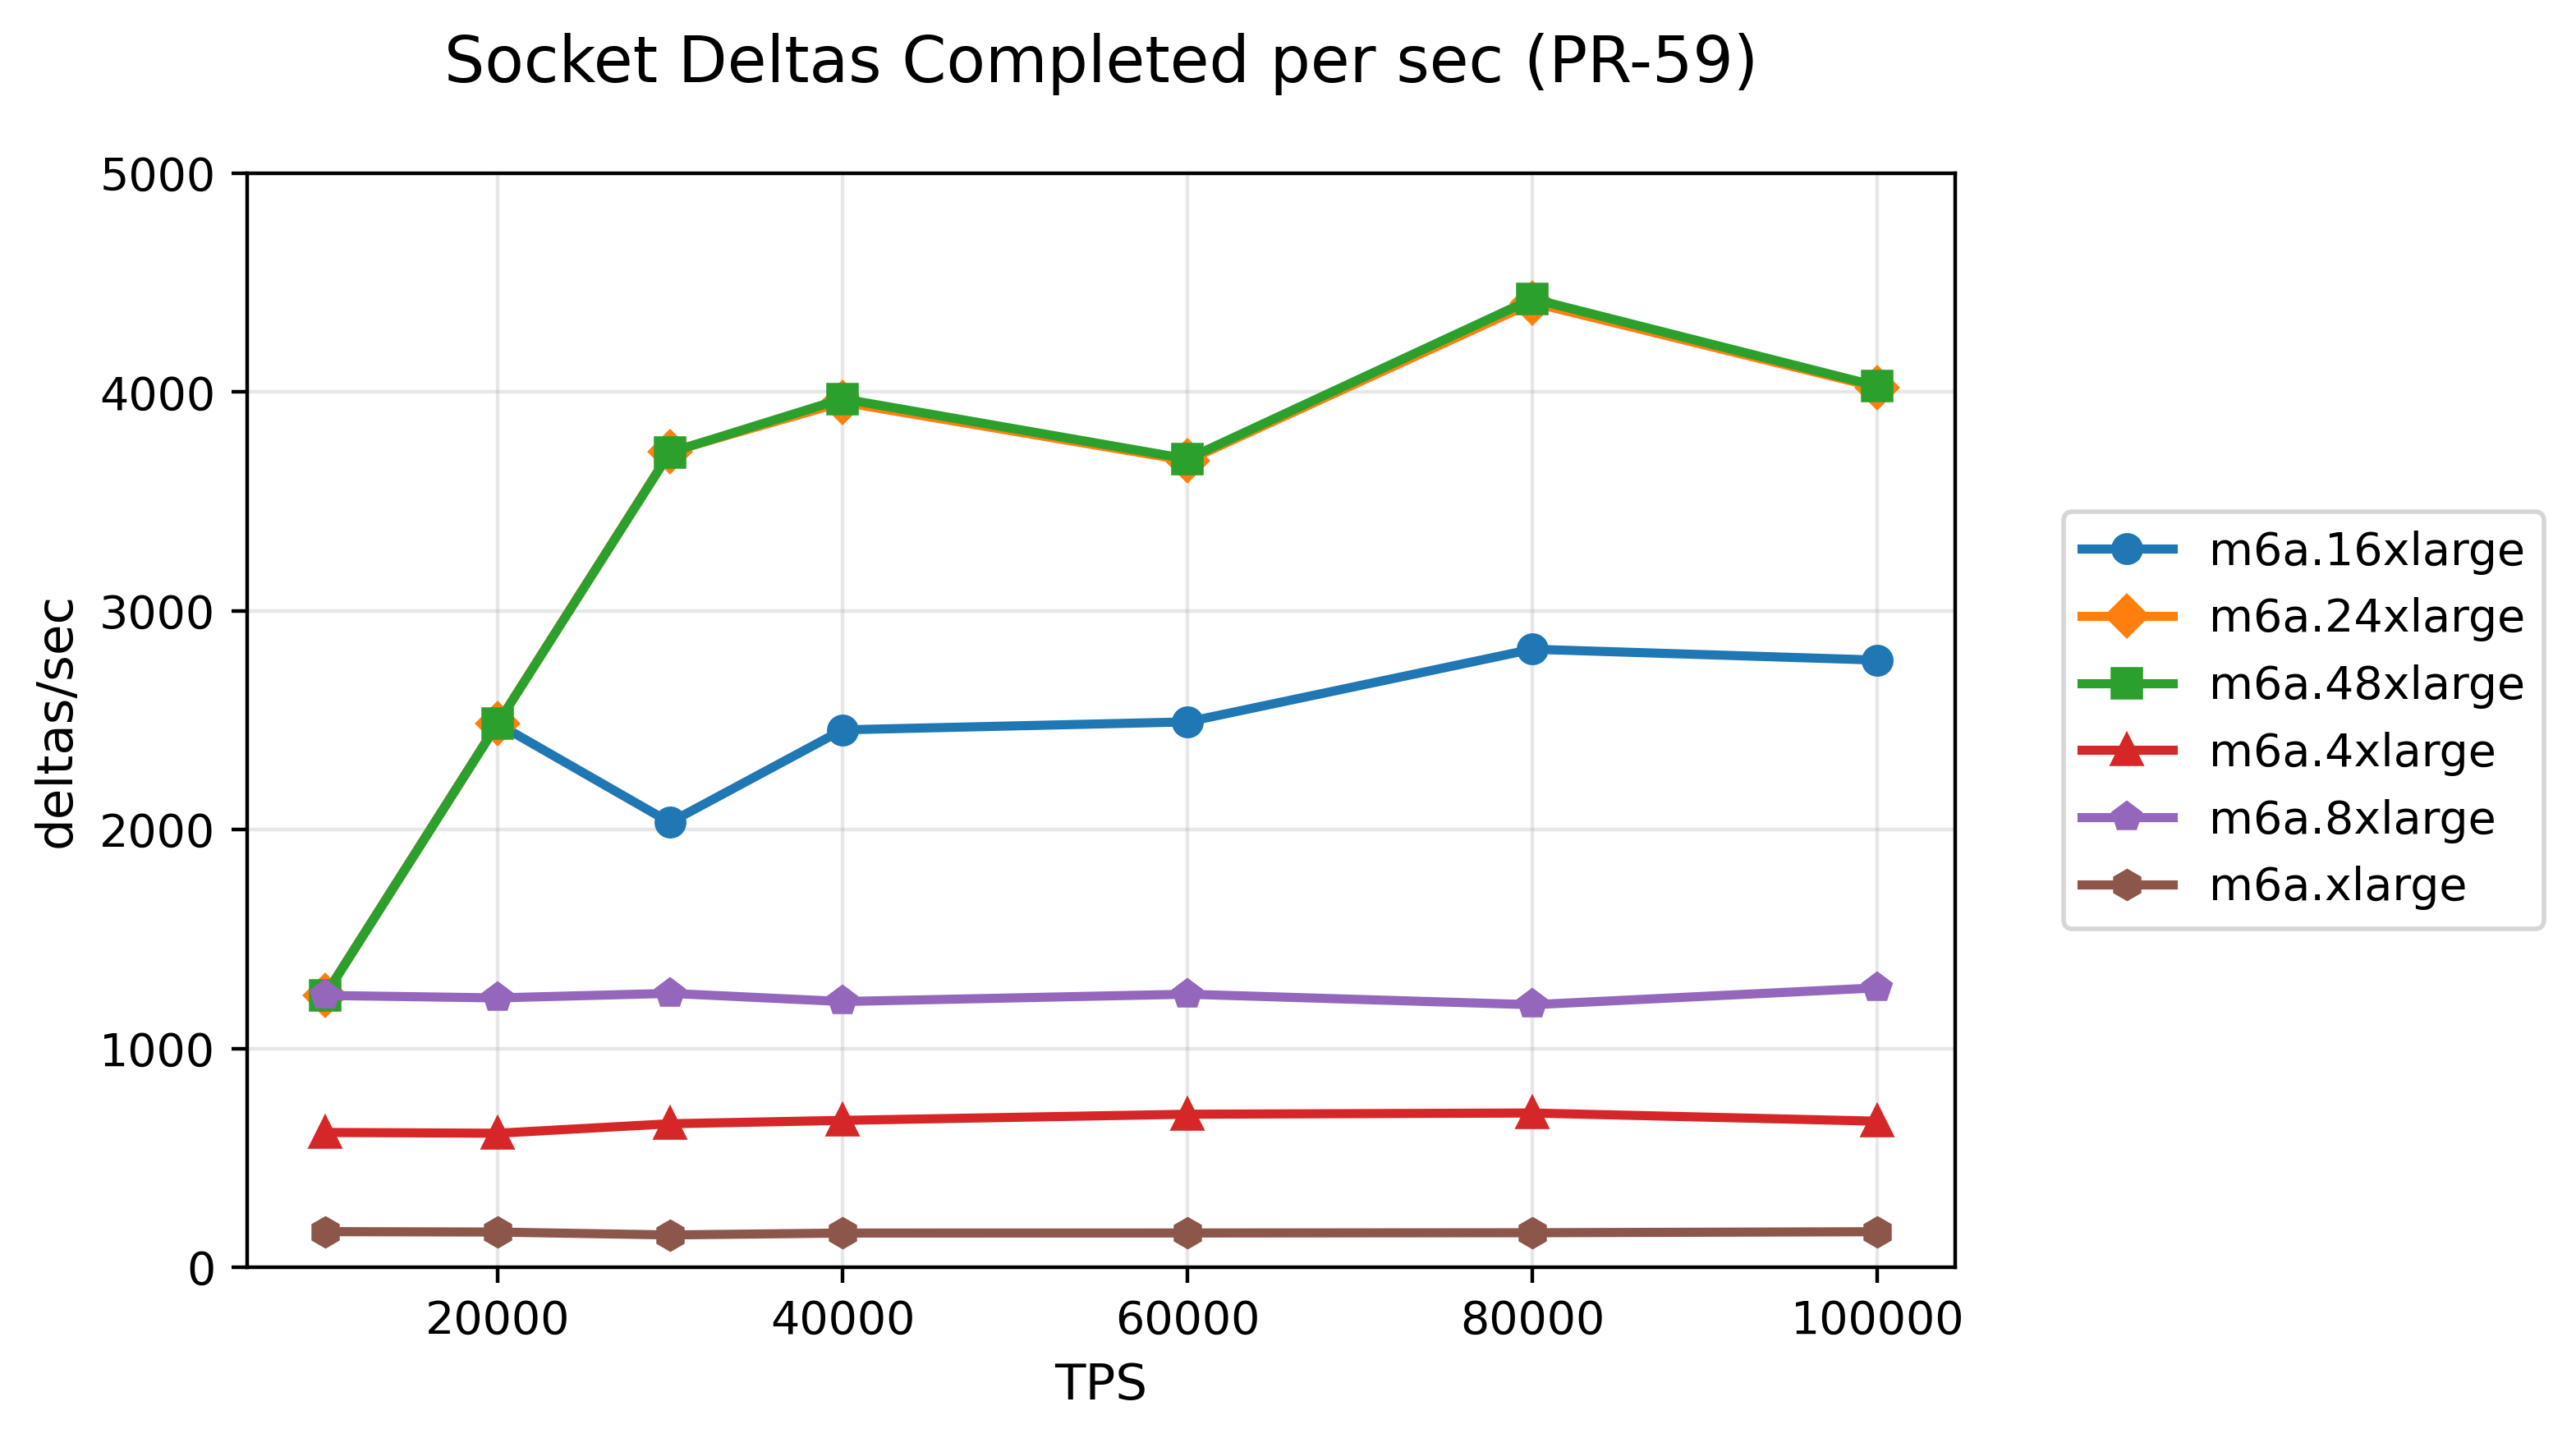 Socket Deltas Completed per sec (PR-59)
5000
4000
3000
2000
1000
0
deltas/sec
20000 40000 60000 80000 100000
TPS
m6a.16xlarge
m6a.24xlarge
m6a.48xlarge
m6a.4xlarge
m6a.8xlarge
m6a.xlarge